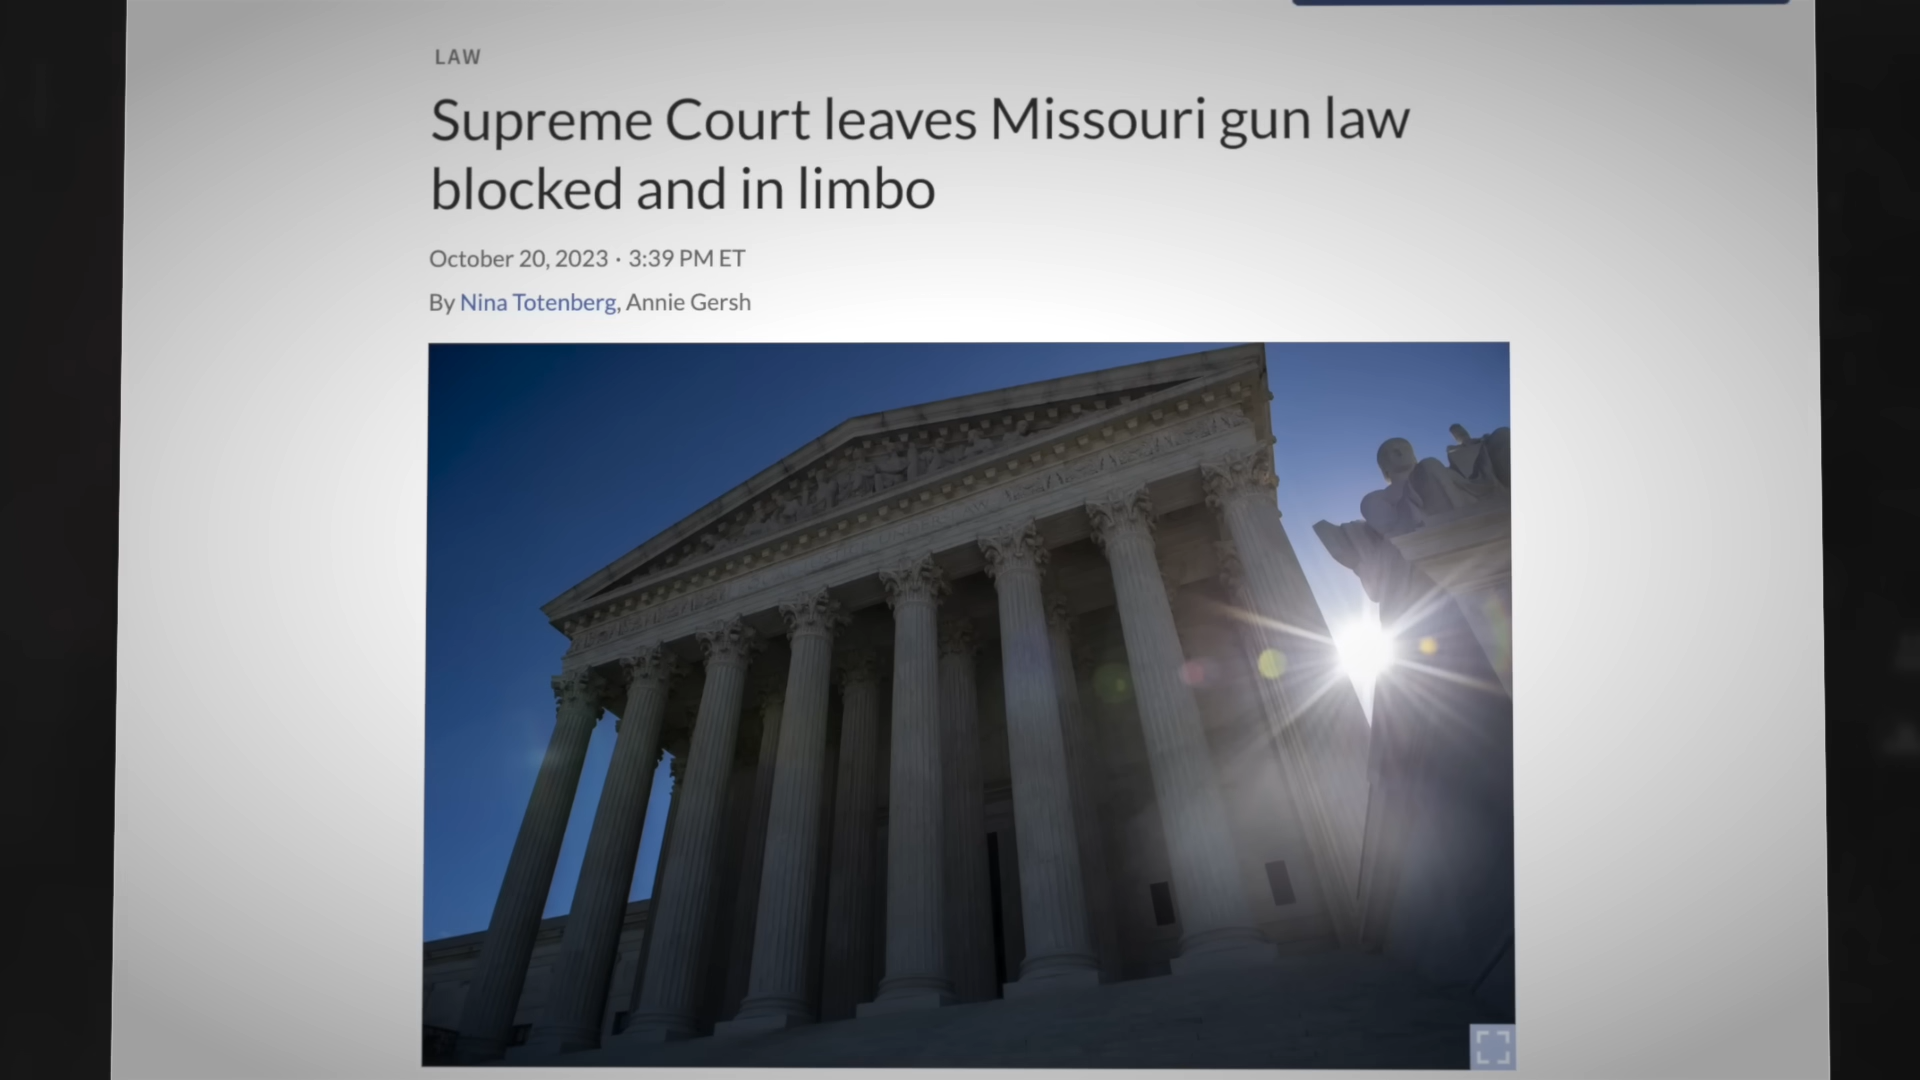 LAW
Supreme Court leaves Missouri gun law
blocked and in limbo
October 20, 2023 · 3:39 PM ET
By Nina Totenberg, Annie Gersh